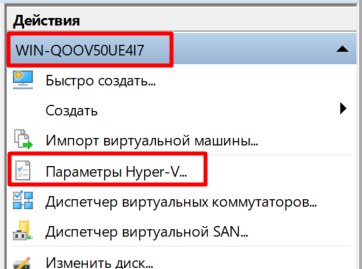 Действия
WIN-QOOV50UE4I7
Быстро создать...
Создать
Импорт виртуальной машины...
Параметры Hyper-V...
Диспетчер виртуальных коммутаторов...
Диспетчер виртуальной SAN...
Изменить диск...